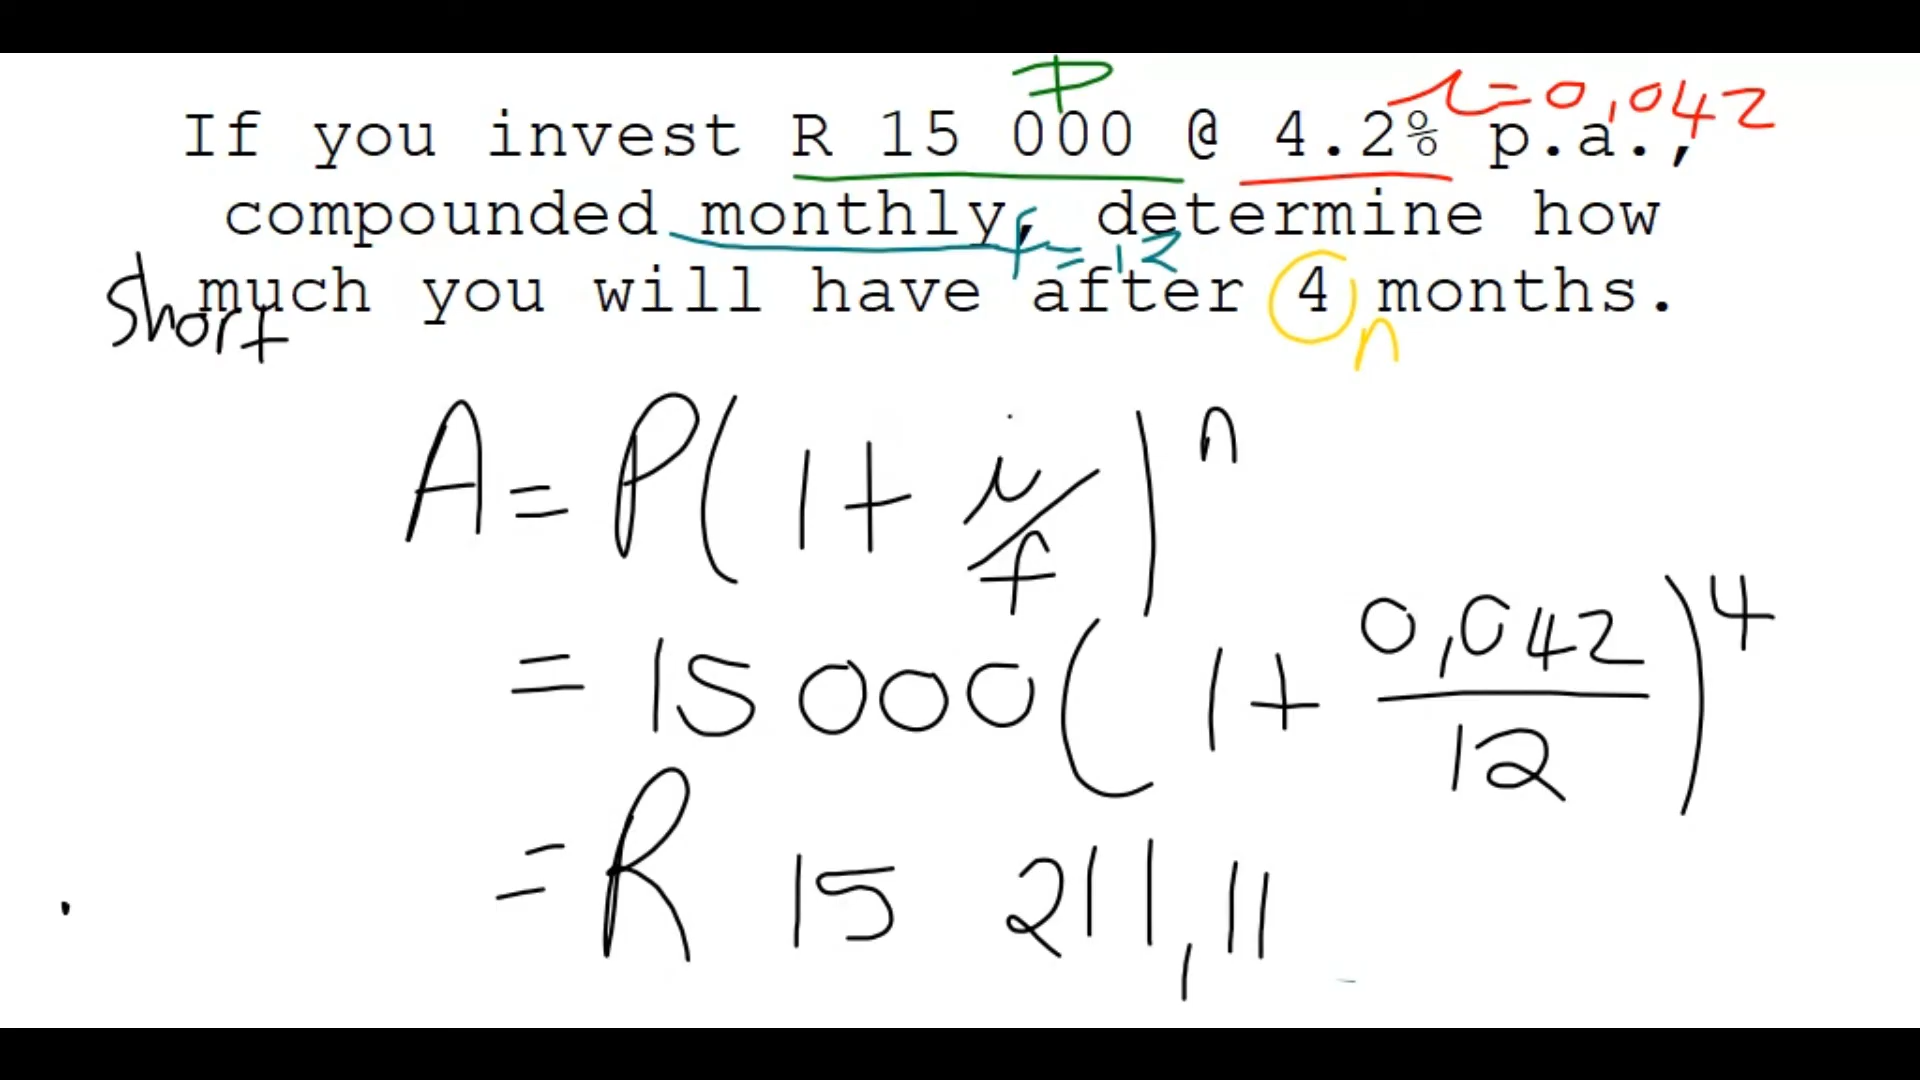 P i=0,042
If you invest R 15 000 @ 4.2% p.a.,
compounded monthly, determine how
f=12
much you will have after 4 months.
short n
A=P(1+i/f)ⁿ
=15 000(1+0,042/12)⁴
=R 15 211,11